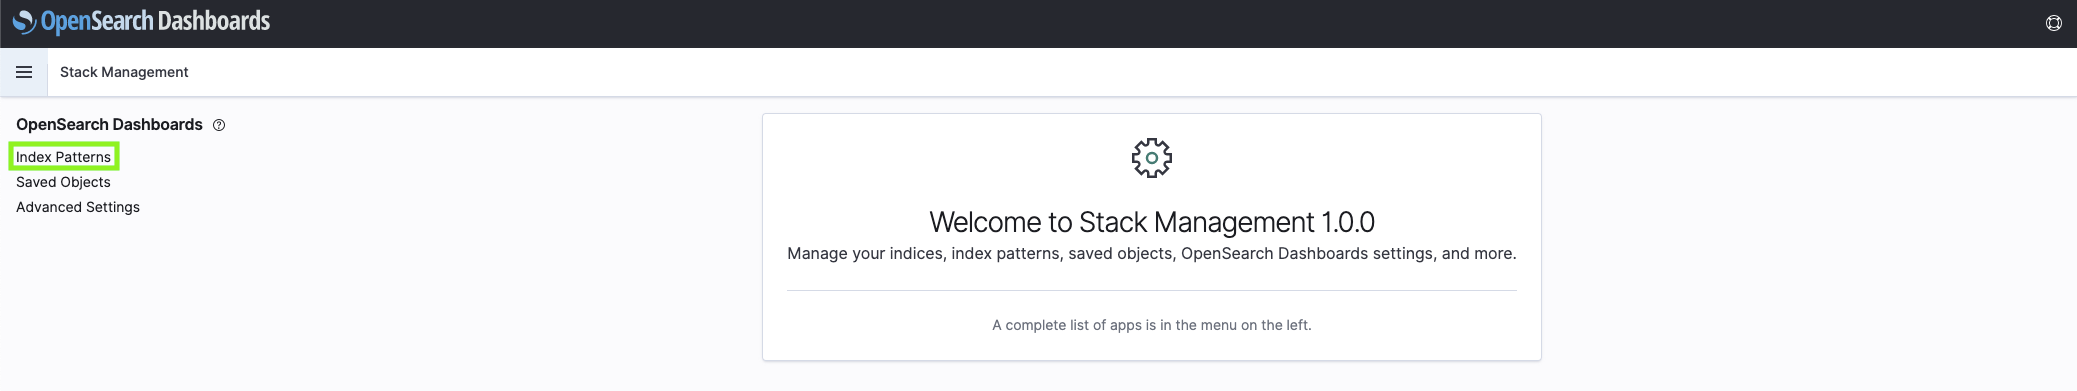 OpenSearch Dashboards
Stack Management
OpenSearch Dashboards
Index Patterns
Saved Objects
Advanced Settings
Welcome to Stack Management 1.0.0
Manage your indices, index patterns, saved objects, OpenSearch Dashboards settings, and more.
A complete list of apps is in the menu on the left.